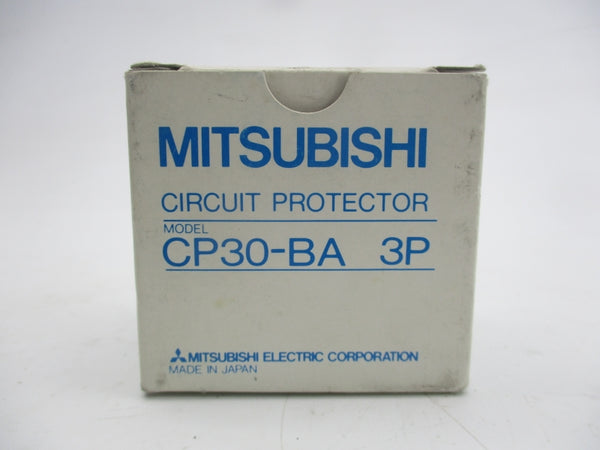 MITSUBISHI
CIRCUIT PROTECTOR
MODEL
CP30-BA 3P
MITSUBISHI ELECTRIC CORPORATION
MADE IN JAPAN